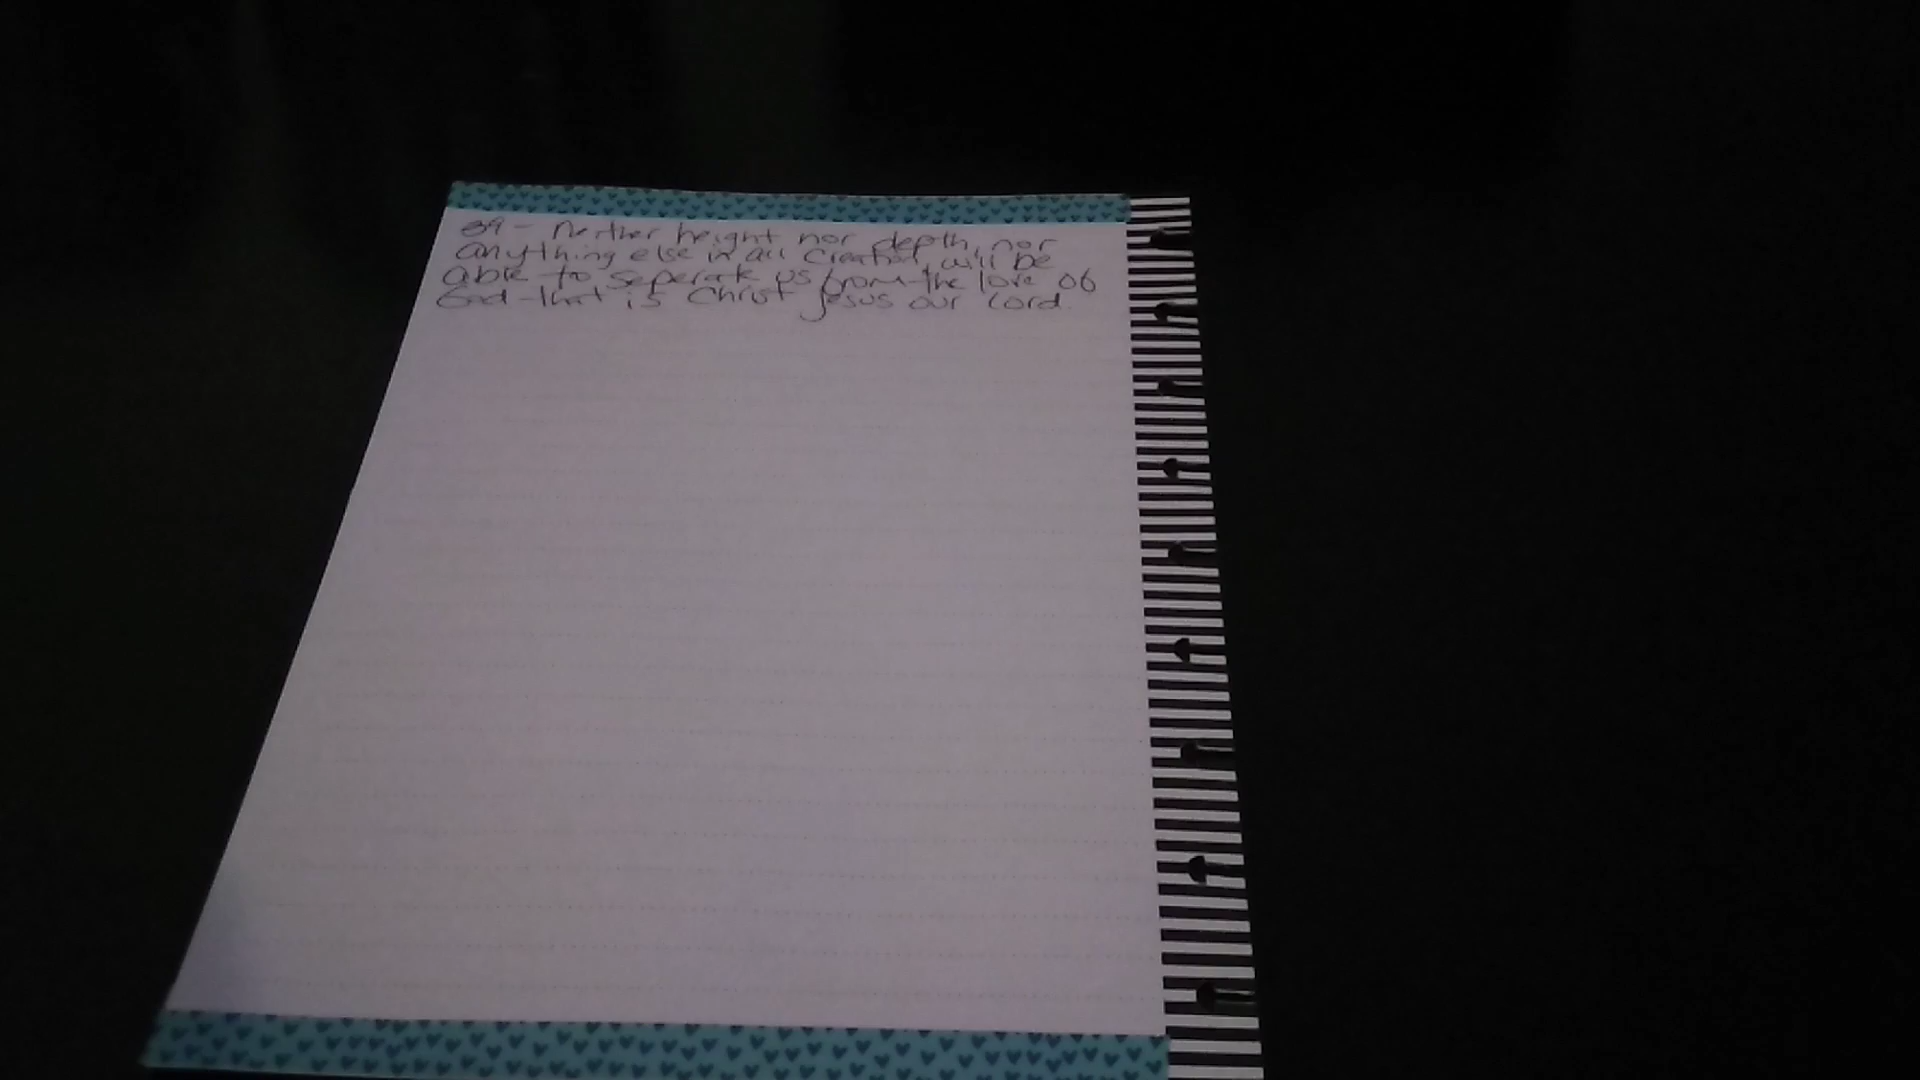 39 - Neither height nor depth, nor
anything else in all creation, will be
able to seperate us from the love of
God that is Christ Jesus our Lord.